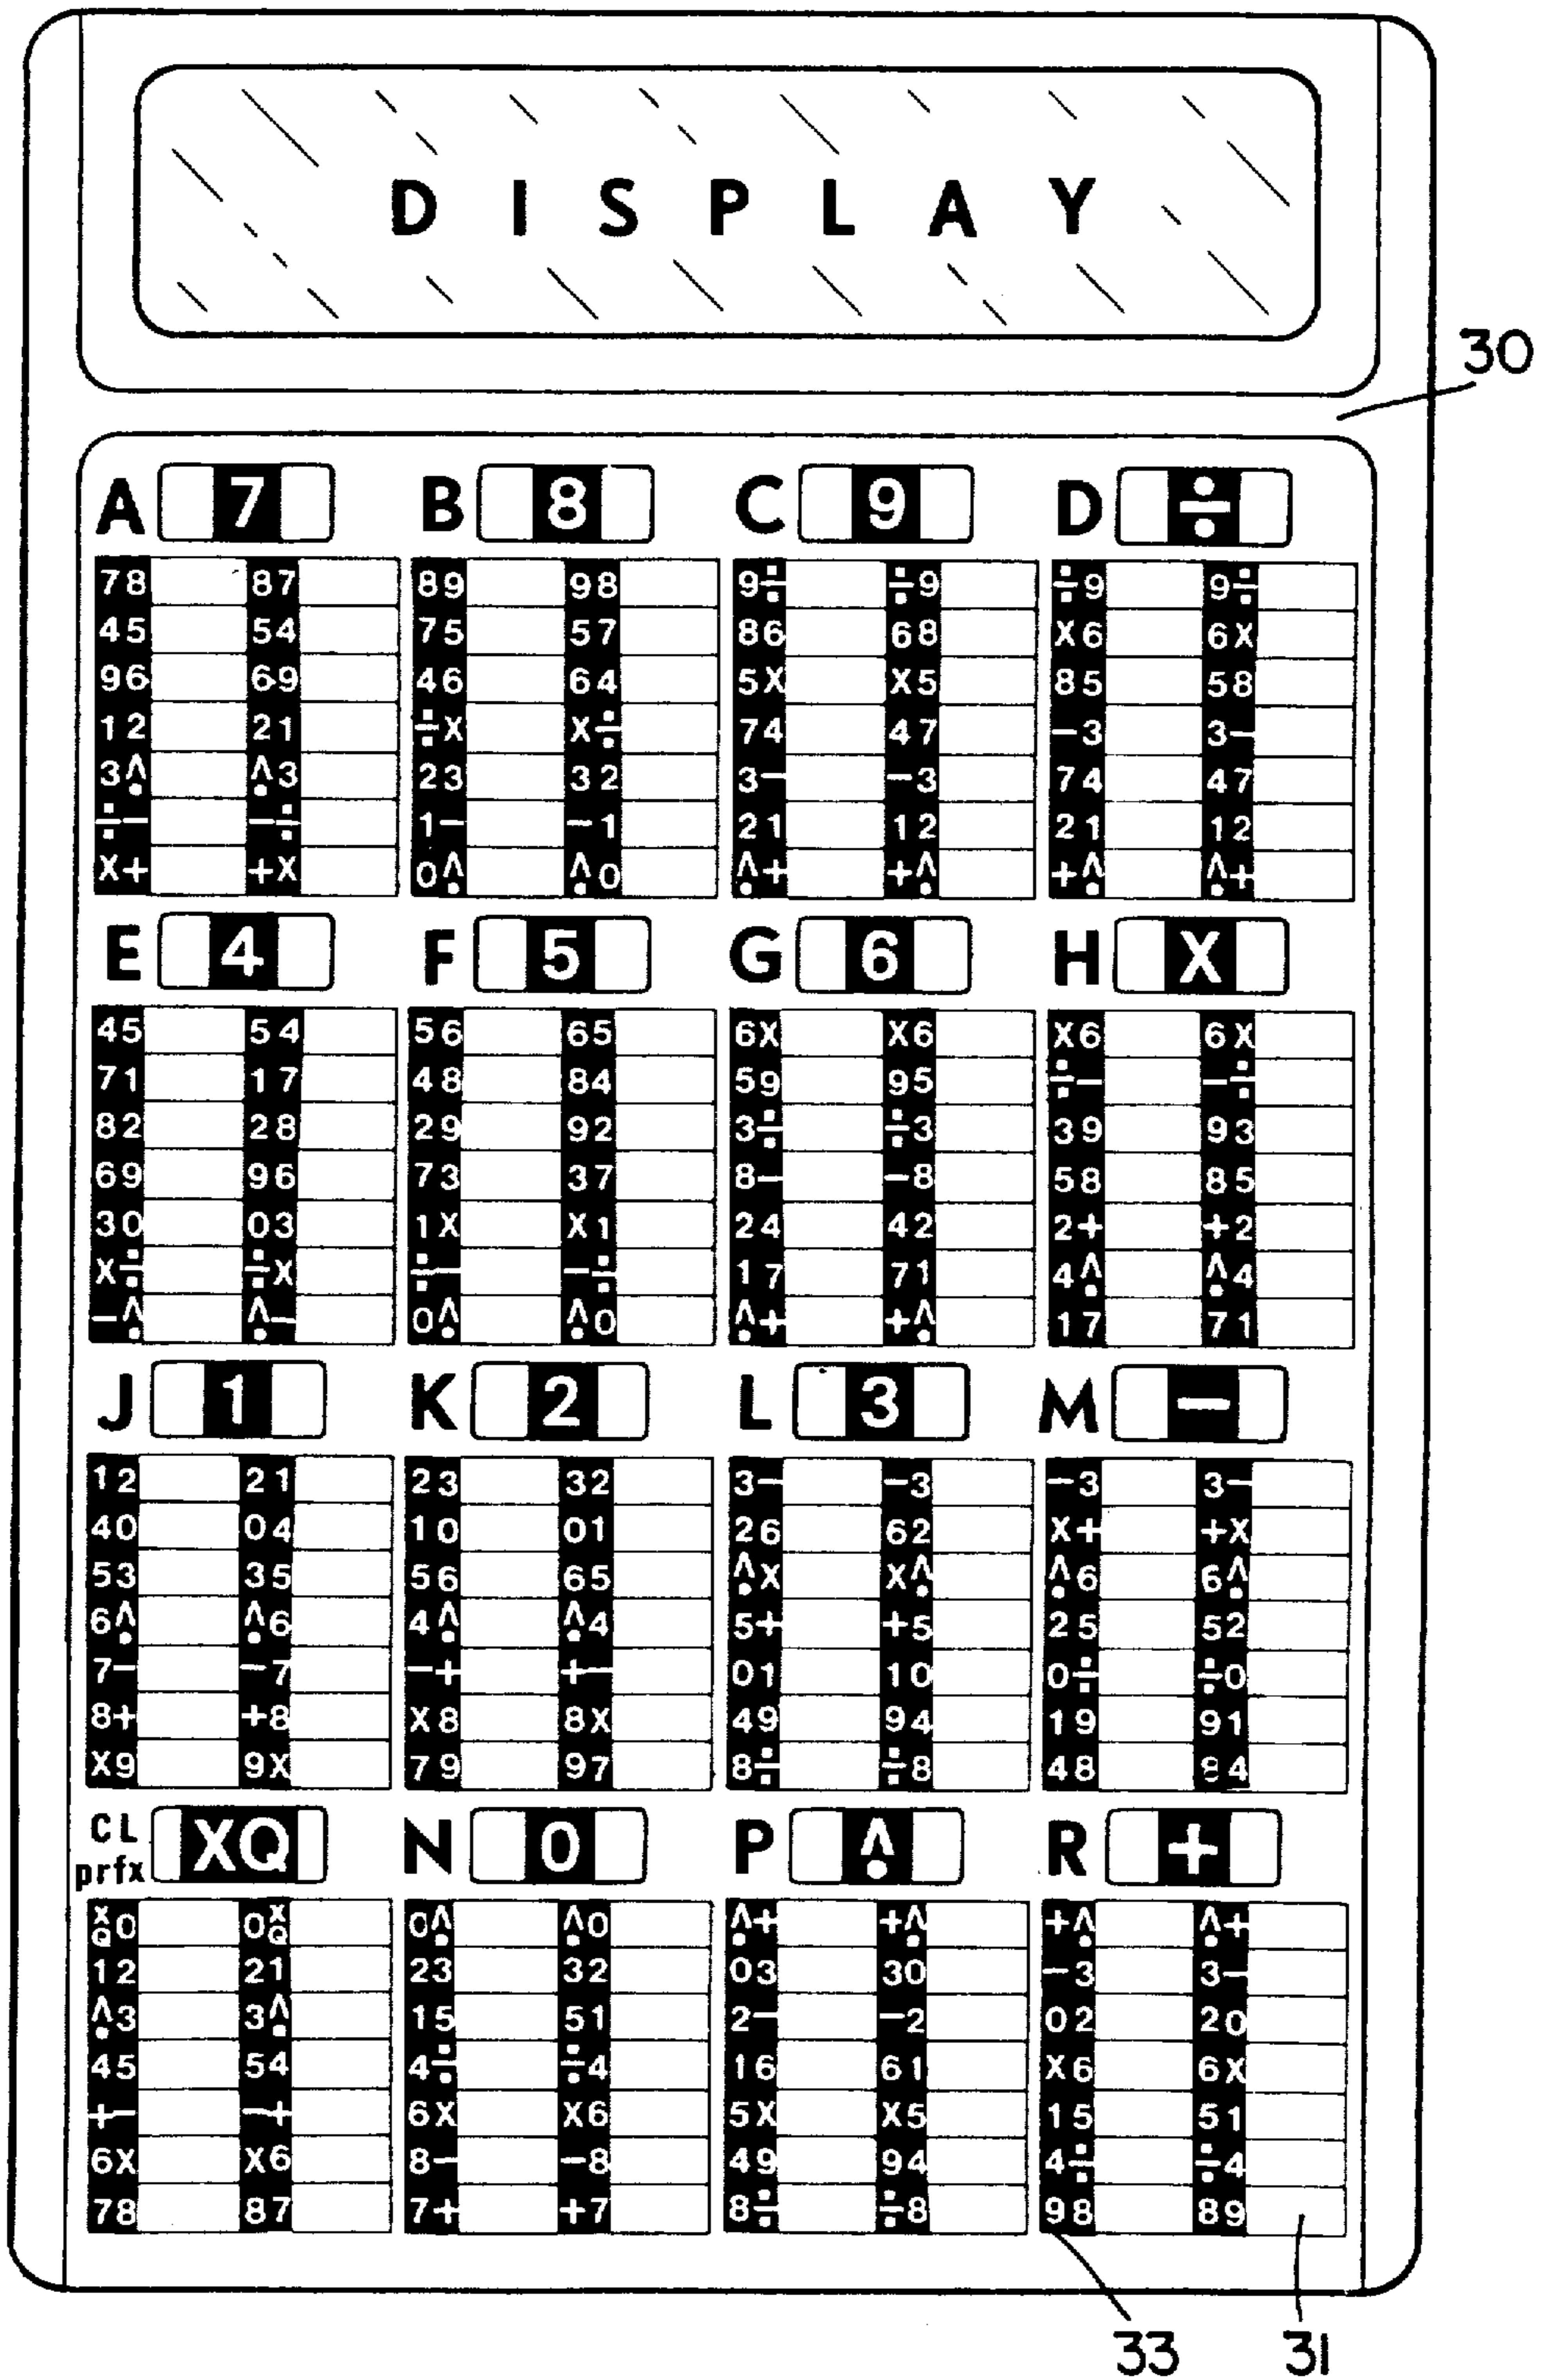 D I S P L A Y
30
A 7 B 8 C 9 D ÷
78 87 89 98 9÷ ÷9 ÷9 9÷
45 54 75 57 86 68 X6 6X
96 69 46 64 5X X5 85 58
12 21 ÷X X÷ 74 47 -3 3-
3^. ^.3 23 32 3- -3 74 47
÷- -÷ 1- -1 21 12 21 12
X+ +X 0^. ^.0 ^.+ +^. +^. ^.+
E 4 F 5 G 6 H X
45 54 56 65 6X X6 X6 6X
71 17 48 84 59 95 ÷- -÷
82 28 29 92 3÷ ÷3 39 93
69 96 73 37 8- -8 58 85
30 03 1X X1 24 42 2+ +2
X÷ ÷X ÷- -÷ 17 71 4^. ^.4
-^. ^.- 0^. ^.0 ^.+ +^. 17 71
J 1 K 2 L 3 M -
12 21 23 32 3- -3 -3 3-
40 04 10 01 26 62 X+ +X
53 35 56 65 ^.X X^. ^.6 6^.
6^. ^.6 4^. ^.4 5+ +5 25 52
7- -7 -+ +- 01 10 0÷ ÷0
8+ +8 X8 8X 49 94 19 91
X9 9X 79 97 8÷ ÷8 48 84
CL prfx XQ N 0 P ^. R +
XQ0 0XQ 0^. ^.0 ^.+ +^. +^. ^.+
12 21 23 32 03 30 -3 3-
^.3 3^. 15 51 2- -2 02 20
45 54 4÷ ÷4 16 61 X6 6X
+- -+ 6X X6 5X X5 15 51
6X X6 8- -8 49 94 4÷ ÷4
78 87 7+ +7 8÷ ÷8 98 89
33 31